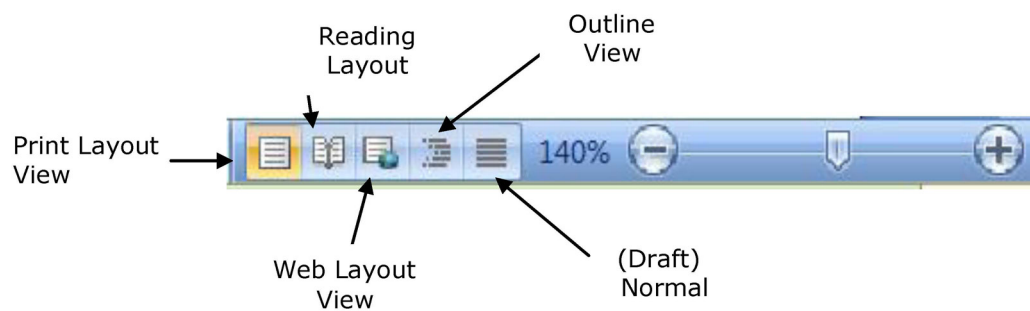 Reading
Layout
Outline
View
Print Layout
View
140%
Web Layout
View
(Draft)
Normal